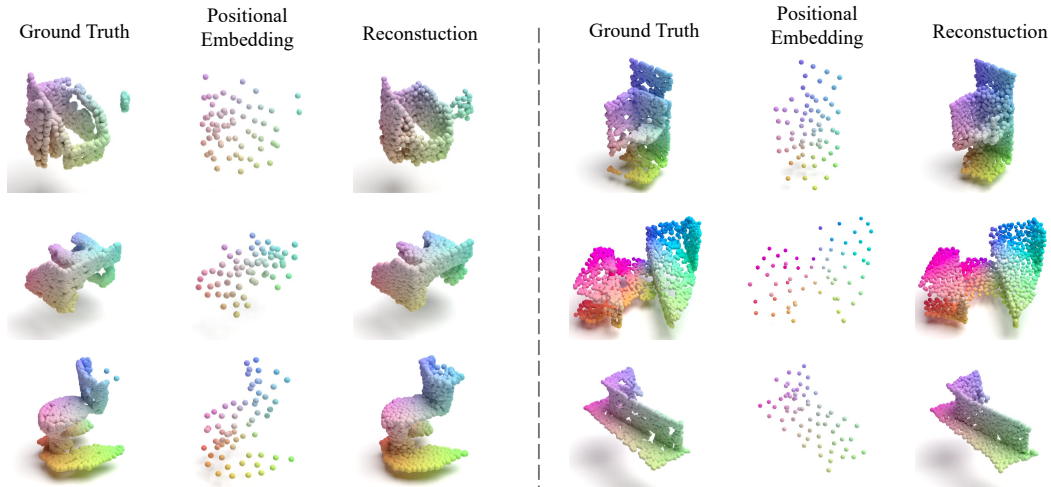 Ground Truth
Positional
Embedding
Reconstuction
Ground Truth
Positional
Embedding
Reconstuction